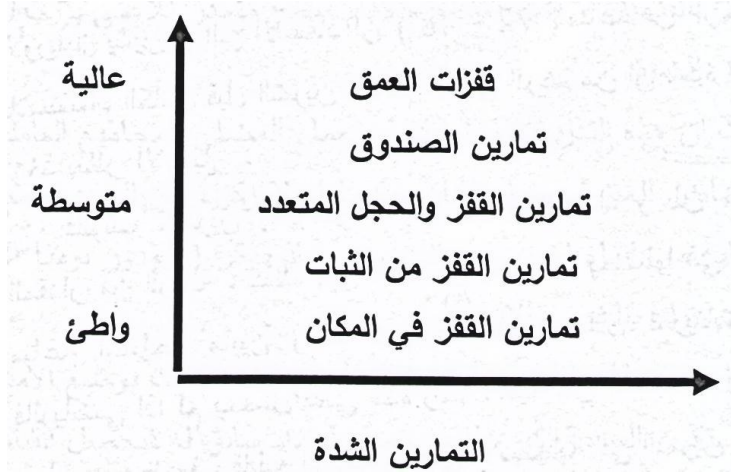 عالية
قفزات العمق
تمارين الصندوق
متوسطة
تمارين القفز والحجل المتعدد
تمارين القفز من الثبات
واطئ
تمارين القفز في المكان
التمارين الشدة